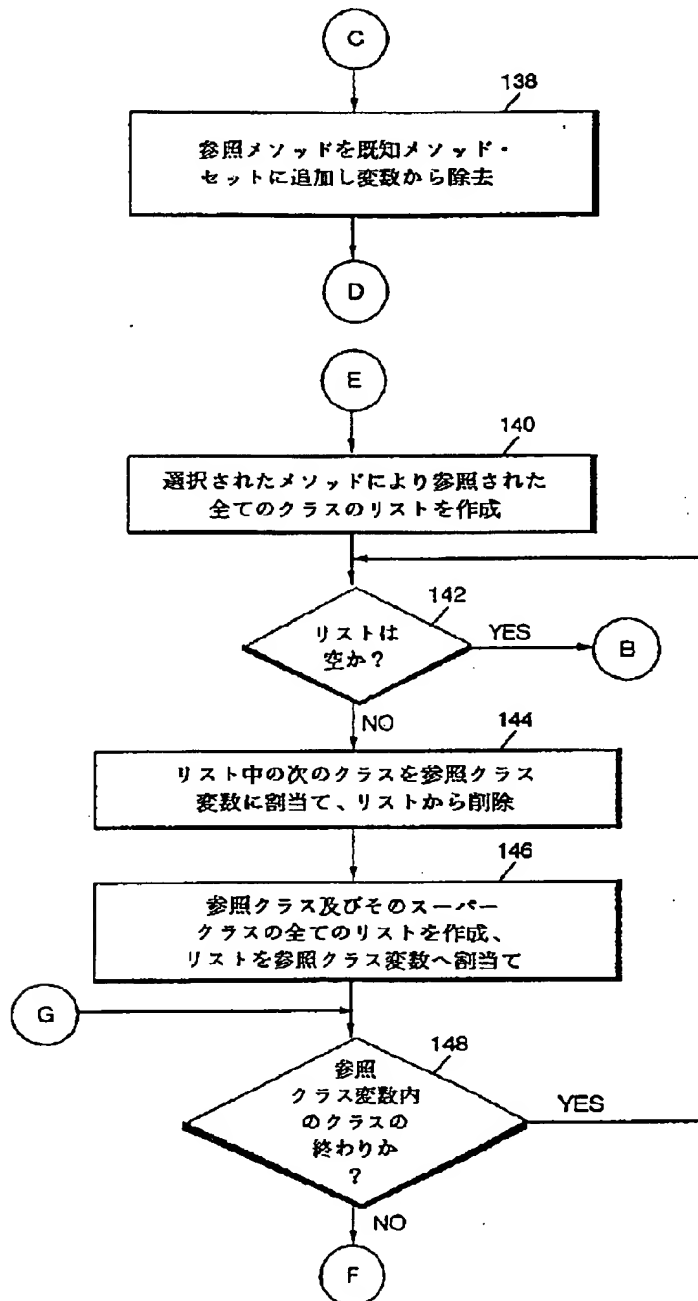 C
138
参照メソッドを既知メソッド・
セットに追加し変数から除去
D
E
140
選択されたメソッドにより参照された
全てのクラスのリストを作成
142
リストは
空か?
YES
B
NO
144
リスト中の次のクラスを参照クラス
変数に割当て、リストから削除
146
参照クラス及びそのスーパー
クラスの全てのリストを作成、
リストを参照クラス変数へ割当て
G
148
参照
クラス変数内
のクラスの
終わりか
?
YES
NO
F